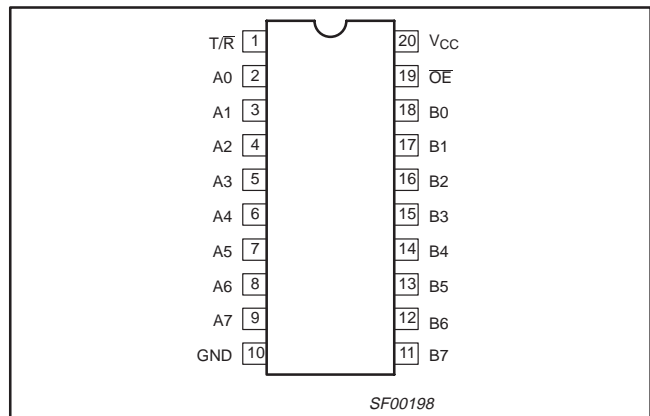 T/R̅ 1 20 VCC
A0 2 19 O̅E̅
A1 3 18 B0
A2 4 17 B1
A3 5 16 B2
A4 6 15 B3
A5 7 14 B4
A6 8 13 B5
A7 9 12 B6
GND 10 11 B7
SF00198